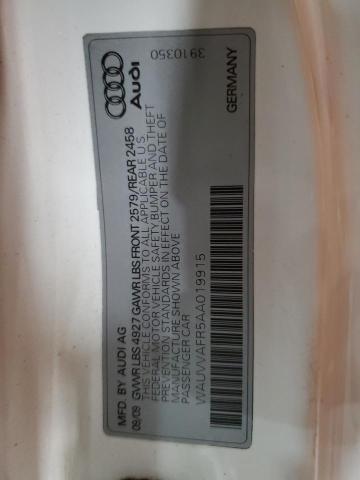 Audi
3910350
GERMANY
MFD. BY AUDI AG
09/09 GVWR LBS 4927 GAWR LBS FRONT 2579/REAR 2458
THIS VEHICLE CONFORMS TO ALL APPLICABLE U.S.
FEDERAL MOTOR VEHICLE SAFETY BUMPER AND THEFT
PREVENTION STANDARDS IN EFFECT ON THE DATE OF
MANUFACTURE SHOWN ABOVE
PASSENGER CAR
WAUVVAFR5AA019915